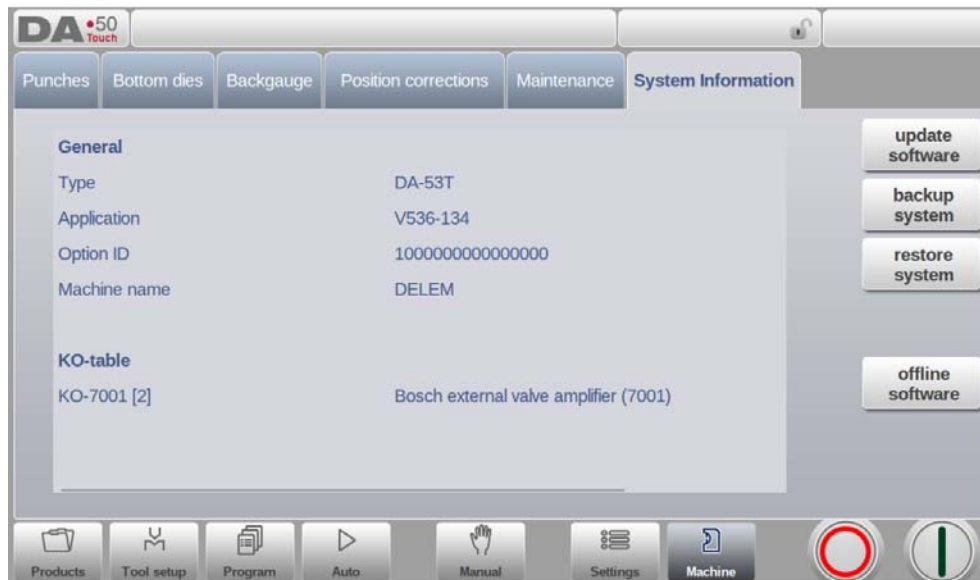 DA•50
Touch
Punches Bottom dies Backgauge Position corrections Maintenance System Information
General
Type DA-53T
Application V536-134
Option ID 1000000000000000
Machine name DELEM
KO-table
KO-7001 [2] Bosch external valve amplifier (7001)
update
software
backup
system
restore
system
offline
software
Products Tool setup Program Auto Manual Settings Machine